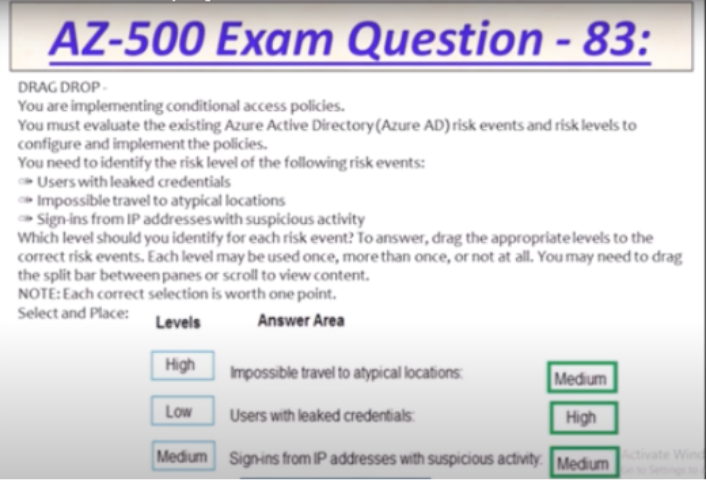 AZ-500 Exam Question - 83:
DRAG DROP -
You are implementing conditional access policies.
You must evaluate the existing Azure Active Directory (Azure AD) risk events and risk levels to
configure and implement the policies.
You need to identify the risk level of the following risk events:
Users with leaked credentials
Impossible travel to atypical locations
Sign-ins from IP addresses with suspicious activity
Which level should you identify for each risk event? To answer, drag the appropriate levels to the
correct risk events. Each level may be used once, more than once, or not at all. You may need to drag
the split bar between panes or scroll to view content.
NOTE: Each correct selection is worth one point.
Select and Place:
Levels Answer Area
High Impossible travel to atypical locations: Medium
Low Users with leaked credentials: High
Medium Sign-ins from IP addresses with suspicious activity: Medium
Activate Wind